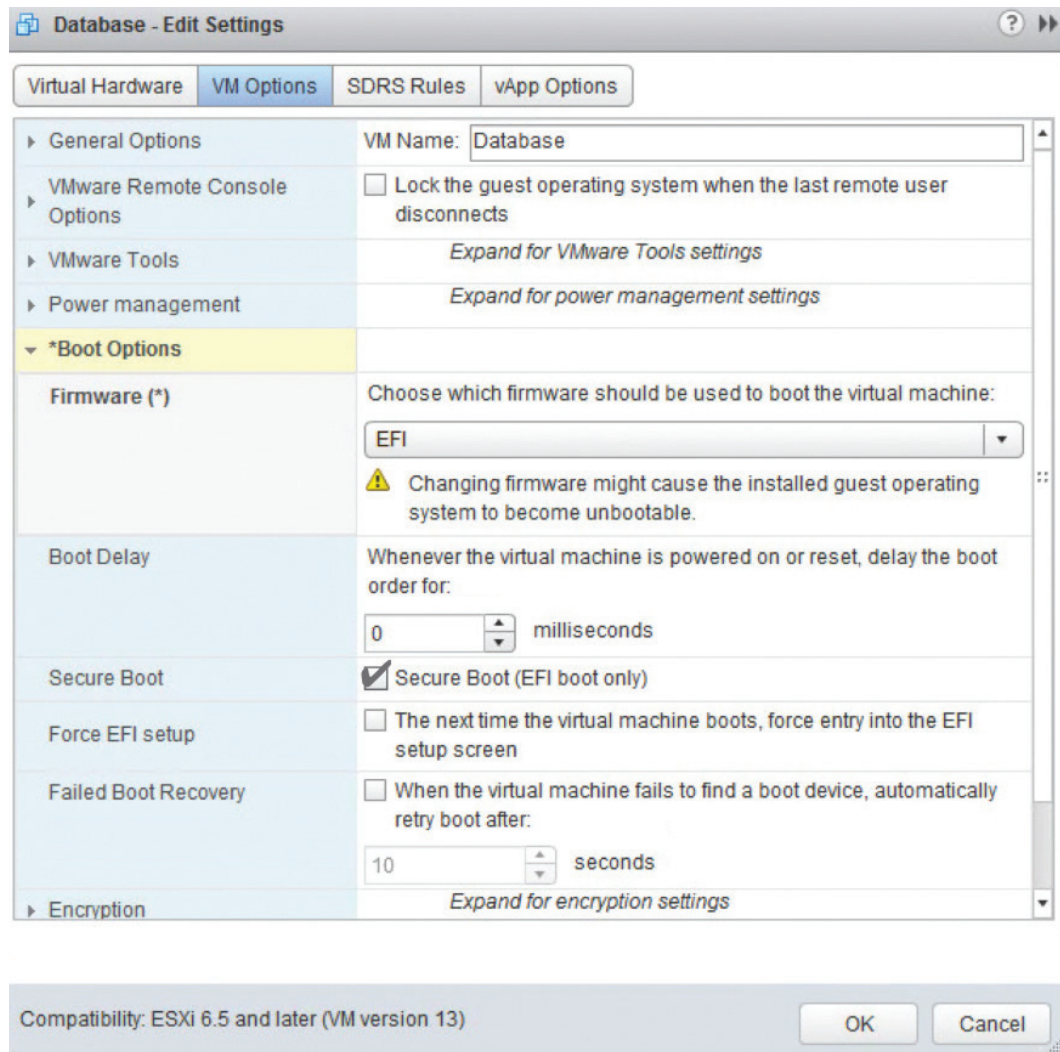 Database - Edit Settings
?
Virtual Hardware VM Options SDRS Rules vApp Options
General Options VM Name: Database
VMware Remote Console Options
Lock the guest operating system when the last remote user
disconnects
VMware Tools Expand for VMware Tools settings
Power management Expand for power management settings
*Boot Options
Firmware (*) Choose which firmware should be used to boot the virtual machine:
EFI
Changing firmware might cause the installed guest operating
system to become unbootable.
Boot Delay Whenever the virtual machine is powered on or reset, delay the boot
order for:
0 milliseconds
Secure Boot Secure Boot (EFI boot only)
Force EFI setup The next time the virtual machine boots, force entry into the EFI
setup screen
Failed Boot Recovery When the virtual machine fails to find a boot device, automatically
retry boot after:
10 seconds
Encryption Expand for encryption settings
Compatibility: ESXi 6.5 and later (VM version 13) OK Cancel